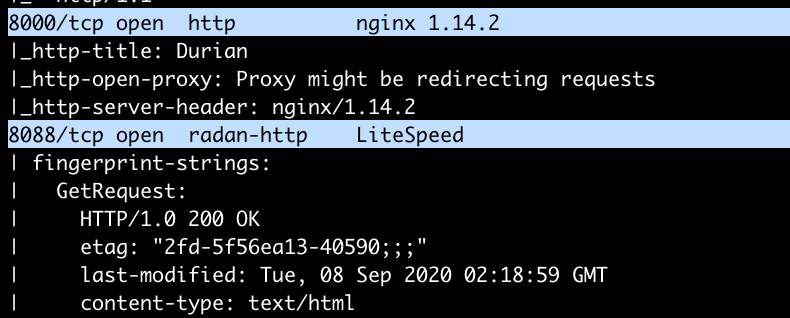 8000/tcp open  http          nginx 1.14.2
|_http-title: Durian
|_http-open-proxy: Proxy might be redirecting requests
|_http-server-header: nginx/1.14.2
8088/tcp open  radan-http    LiteSpeed
| fingerprint-strings:
|   GetRequest:
|     HTTP/1.0 200 OK
|     etag: "2fd-5f56ea13-40590;;;"
|     last-modified: Tue, 08 Sep 2020 02:18:59 GMT
|     content-type: text/html